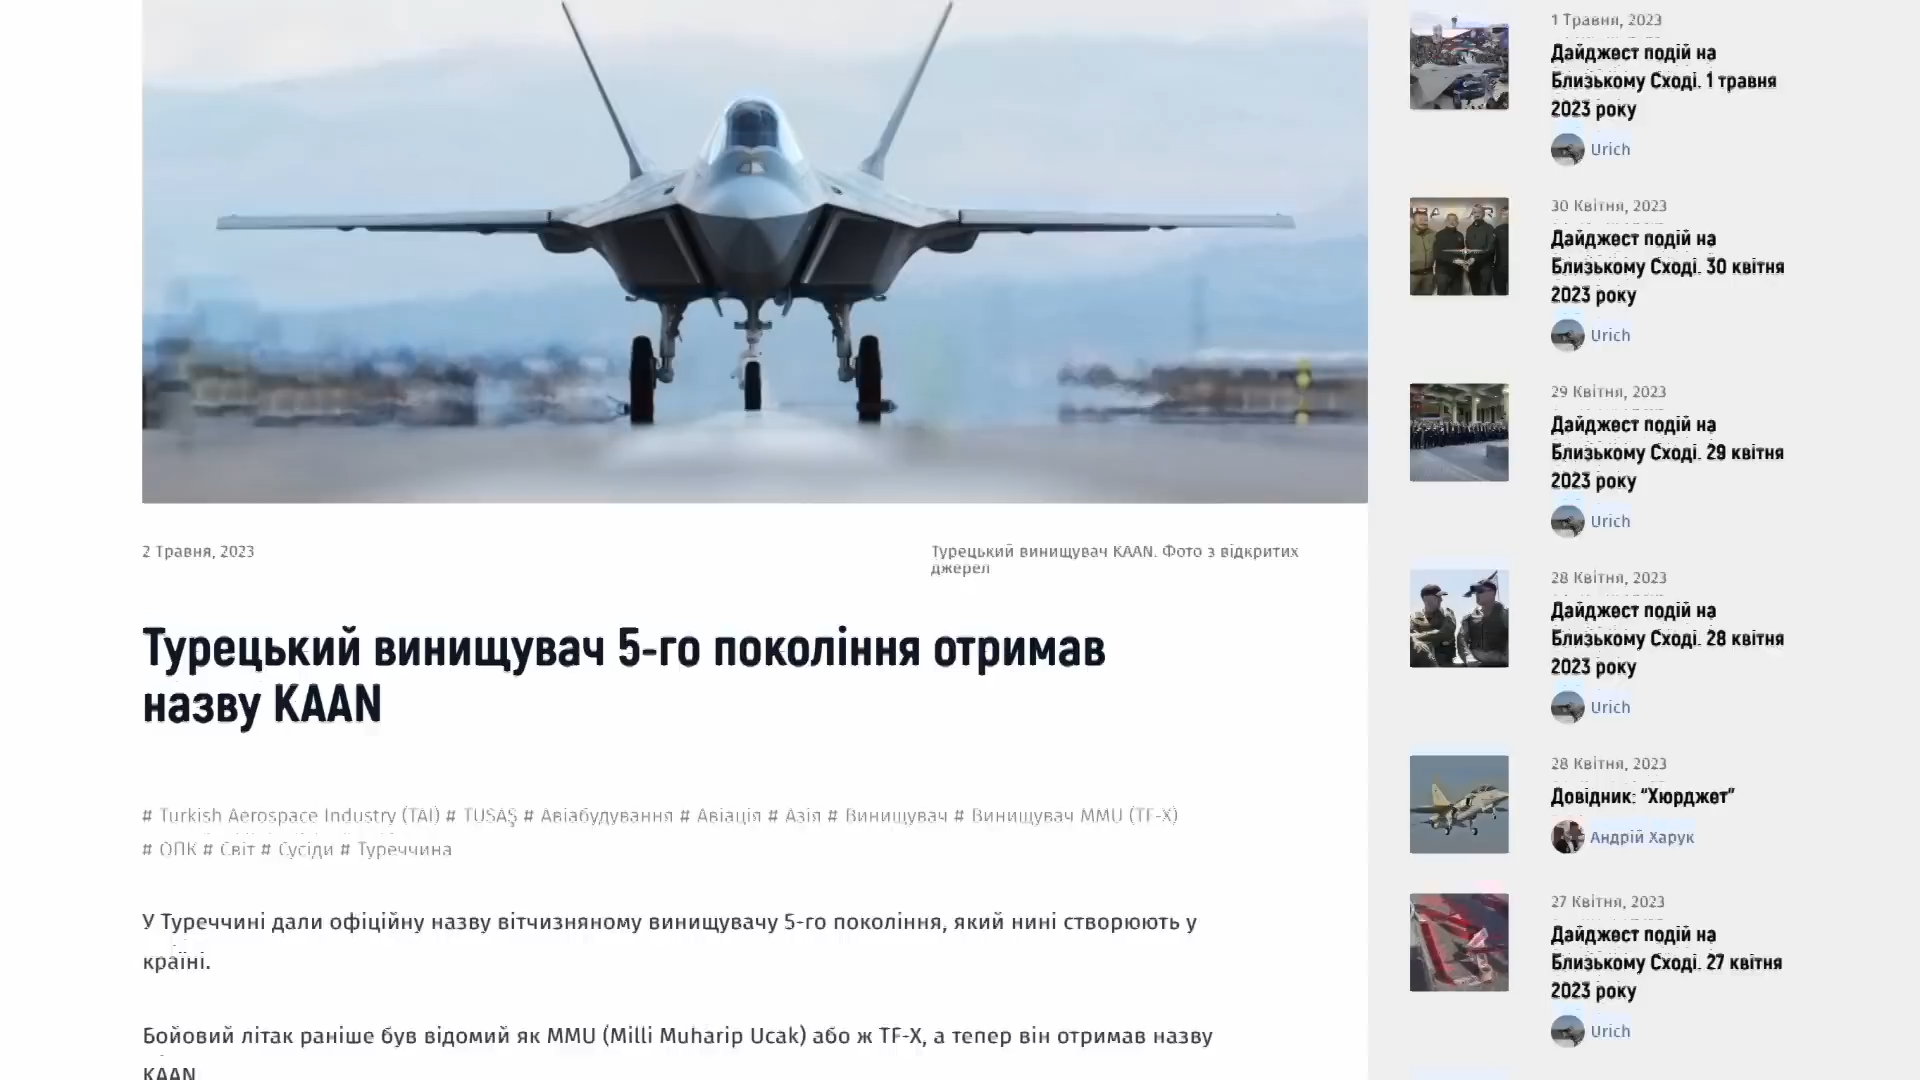 2 Травня, 2023
Турецький винищувач KAAN. Фото з відкритих
джерел
Турецький винищувач 5-го покоління отримав
назву KAAN
# Turkish Aerospace Industry (TAI) # TUSAŞ # Авіабудування # Авіація # Азія # Винищувач # Винищувач MMU (TF-X)
# ОПК # Світ # Сусіди # Туреччина
У Туреччині дали офіційну назву вітчизняному винищувачу 5-го покоління, який нині створюють у
країні.
Бойовий літак раніше був відомий як MMU (Milli Muharip Ucak) або ж TF-X, а тепер він отримав назву
KAAN
1 Травня, 2023
Дайджест подій на
Близькому Сході. 1 травня
2023 року
Urich
30 Квітня, 2023
Дайджест подій на
Близькому Сході. 30 квітня
2023 року
Urich
29 Квітня, 2023
Дайджест подій на
Близькому Сході. 29 квітня
2023 року
Urich
28 Квітня, 2023
Дайджест подій на
Близькому Сході. 28 квітня
2023 року
Urich
28 Квітня, 2023
Довідник: “Хюрджет”
Андрій Харук
27 Квітня, 2023
Дайджест подій на
Близькому Сході. 27 квітня
2023 року
Urich